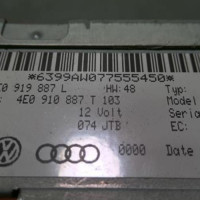 *6399AW077555450*
E0 919 887 L HW:48 Typ:
4E0 910 887 T 103 Model
12 Volt Seria
074 JTB EC:
0000 Date